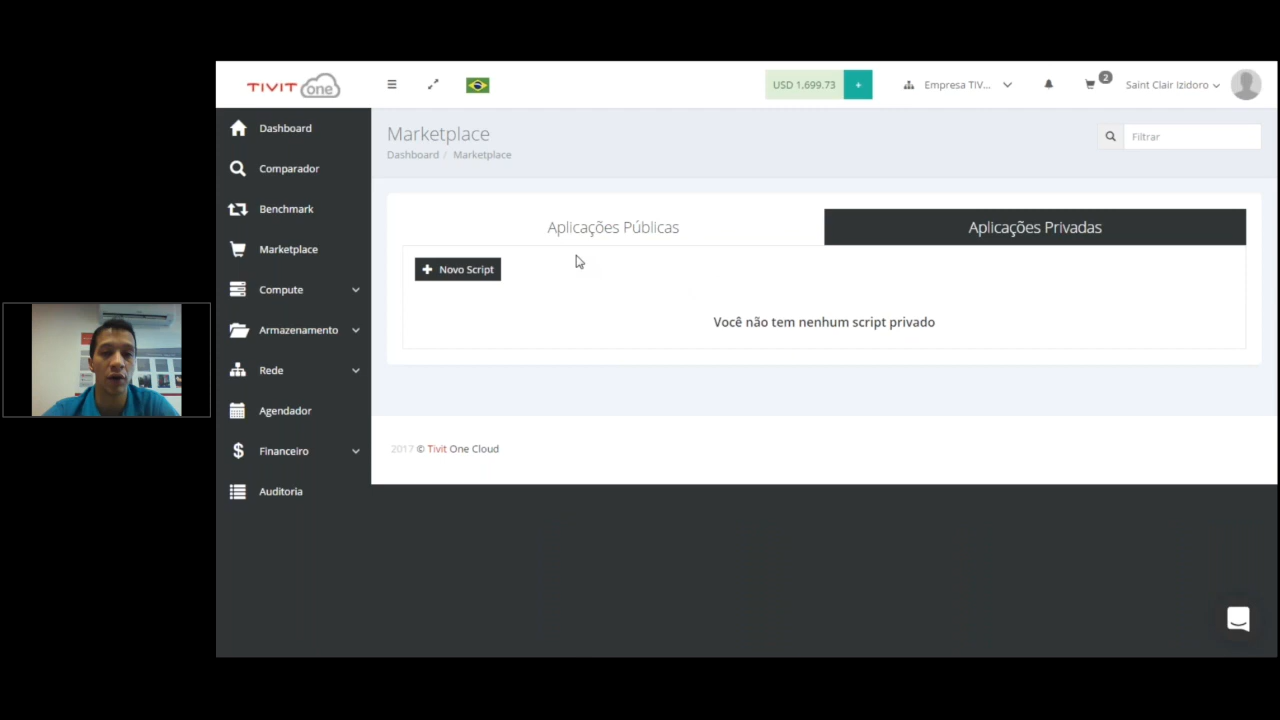 TIVIT one
USD 1,699.73
+
Empresa TIV...
2
Saint Clair Izidoro
Dashboard
Comparador
Benchmark
Marketplace
Compute
Armazenamento
Rede
Agendador
Financeiro
Auditoria
Marketplace
Dashboard / Marketplace
Filtrar
Aplicações Públicas
Aplicações Privadas
Novo Script
Você não tem nenhum script privado
2017 © Tivit One Cloud